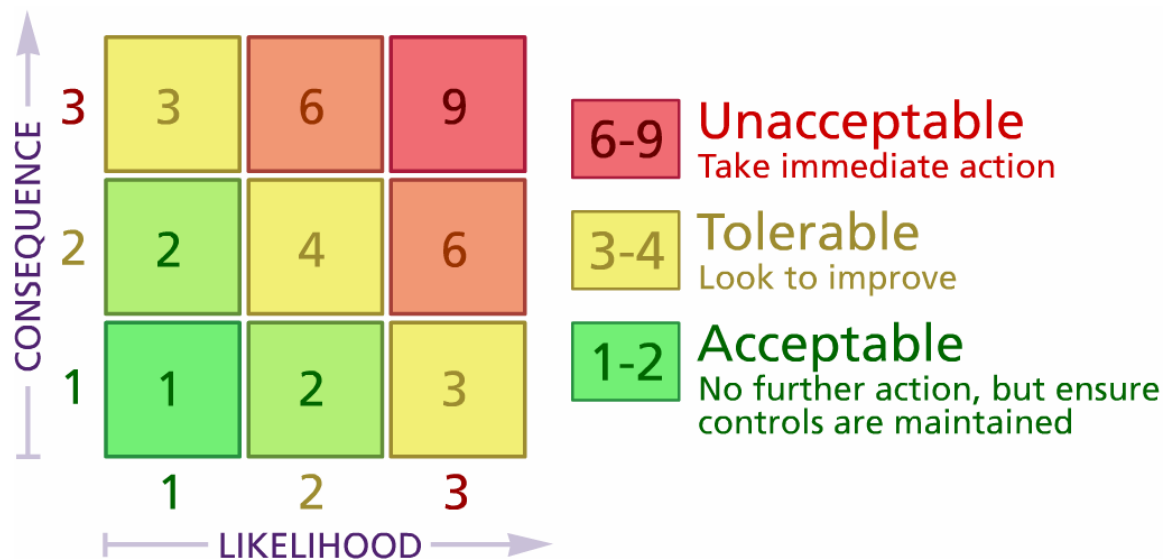 CONSEQUENCE
3
3
6
9
2
2
4
6
1
1
2
3
1
2
3
LIKELIHOOD
6-9
Unacceptable
Take immediate action
3-4
Tolerable
Look to improve
1-2
Acceptable
No further action, but ensure
controls are maintained